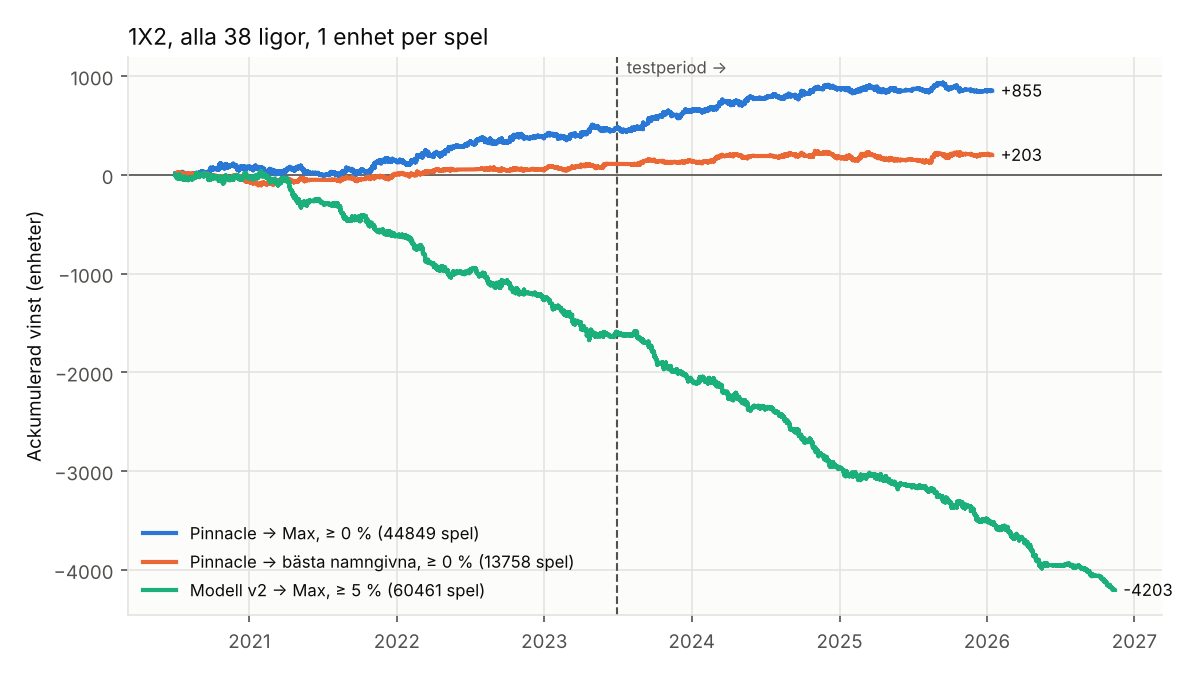 1X2, alla 38 ligor, 1 enhet per spel
testperiod →
1000
0
−1000
−2000
−3000
−4000
Ackumulerad vinst (enheter)
+855
+203
-4203
Pinnacle → Max, ≥ 0 % (44849 spel)
Pinnacle → bästa namngivna, ≥ 0 % (13758 spel)
Modell v2 → Max, ≥ 5 % (60461 spel)
2021
2022
2023
2024
2025
2026
2027